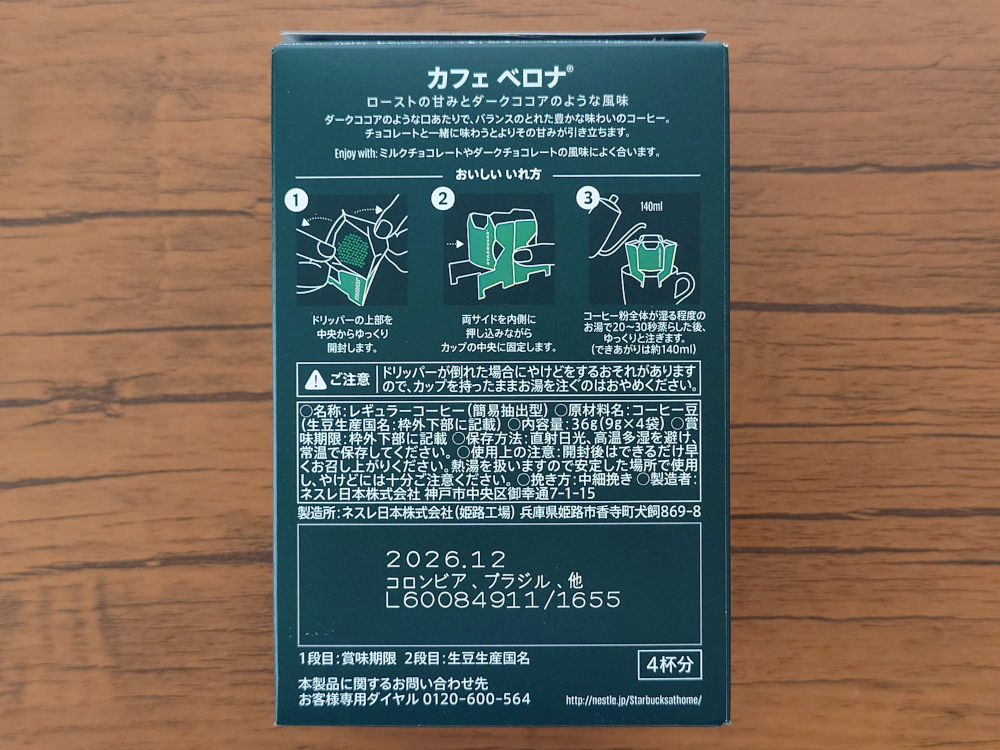 カフェ ベロナ®
ローストの甘みとダークココアのような風味
ダークココアのような口あたりで、バランスのとれた豊かな味わいのコーヒー。
チョコレートと一緒に味わうとよりその甘みが引き立ちます。
Enjoy with: ミルクチョコレートやダークチョコレートの風味によく合います。
おいしい いれ方
1
2
3
140ml
STARBUCKS
STARBUCKS
ドリッパーの上部を
中央からゆっくり
開封します。
両サイドを内側に
押し込みながら
カップの中央に固定します。
コーヒー粉全体が湿る程度の
お湯で20〜30秒蒸らした後、
ゆっくりと注ぎます。
(できあがりは約140ml)
ご注意
ドリッパーが倒れた場合にやけどをするおそれがあります
ので、カップを持ったままお湯を注ぐのはおやめください。
○名称:レギュラーコーヒー(簡易抽出型) ○原材料名:コーヒー豆
(生豆生産国名:枠外下部に記載) ○内容量:36g(9g×4袋) ○賞
味期限:枠外下部に記載 ○保存方法:直射日光、高温多湿を避け、
常温で保存してください。 ○使用上の注意:開封後はできるだけ早
くお召し上がりください。熱湯を扱いますので安定した場所で使用
し、やけどには十分ご注意ください。 ○挽き方:中細挽き ○製造者:
ネスレ日本株式会社 神戸市中央区御幸通7-1-15
製造所:ネスレ日本株式会社(姫路工場) 兵庫県姫路市香寺町犬飼869-8
2026.12
コロンビア、ブラジル、他
L60084911/1655
1段目:賞味期限 2段目:生豆生産国名
4杯分
本製品に関するお問い合わせ先
お客様専用ダイヤル 0120-600-564
http://nestle.jp/Starbucksathome/